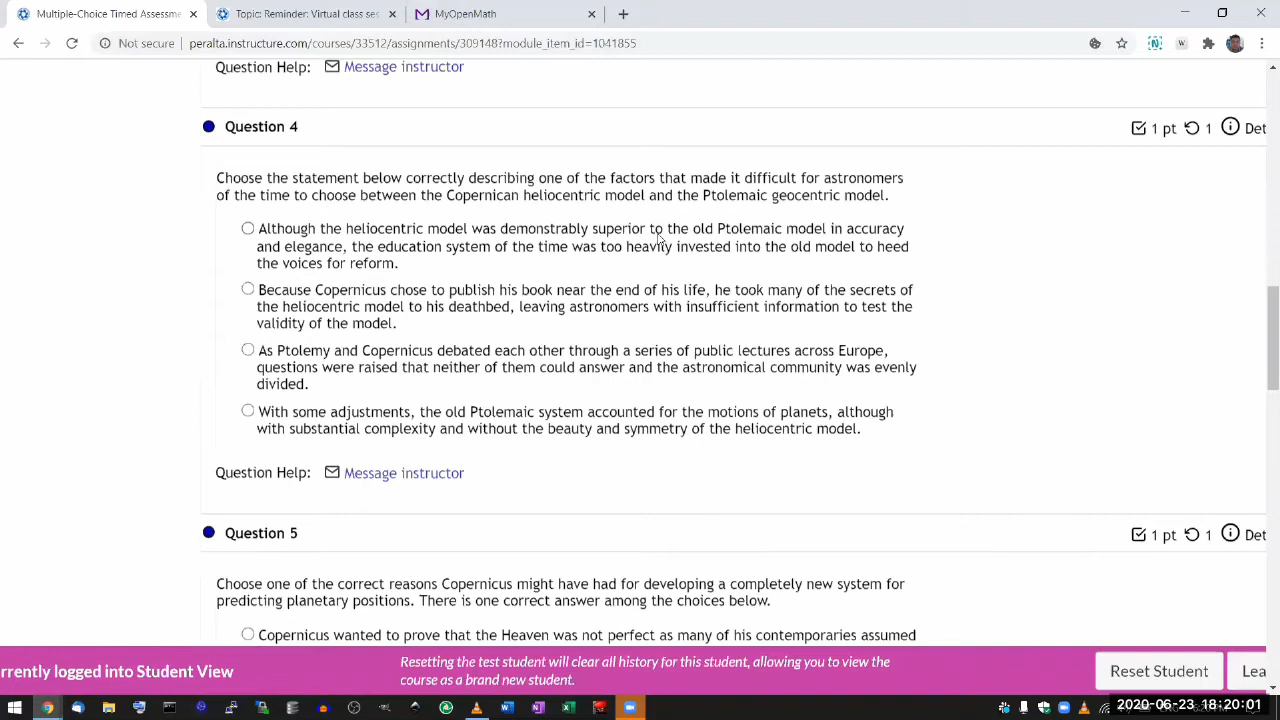 Multiple-Choice Timed Assessme
Topic Reminder: Virtual class ses
MyOpenMath
Not secure
peralta.instructure.com/courses/33512/assignments/309148?module_item_id=1041855
Question Help: Message instructor
Question 4
1 pt 1 Det
Choose the statement below correctly describing one of the factors that made it difficult for astronomers
of the time to choose between the Copernican heliocentric model and the Ptolemaic geocentric model.
Although the heliocentric model was demonstrably superior to the old Ptolemaic model in accuracy
and elegance, the education system of the time was too heavily invested into the old model to heed
the voices for reform.
Because Copernicus chose to publish his book near the end of his life, he took many of the secrets of
the heliocentric model to his deathbed, leaving astronomers with insufficient information to test the
validity of the model.
As Ptolemy and Copernicus debated each other through a series of public lectures across Europe,
questions were raised that neither of them could answer and the astronomical community was evenly
divided.
With some adjustments, the old Ptolemaic system accounted for the motions of planets, although
with substantial complexity and without the beauty and symmetry of the heliocentric model.
Question Help: Message instructor
Question 5
1 pt 1 Det
Choose one of the correct reasons Copernicus might have had for developing a completely new system for
predicting planetary positions. There is one correct answer among the choices below.
Copernicus wanted to prove that the Heaven was not perfect as many of his contemporaries assumed
rrently logged into Student View
Resetting the test student will clear all history for this student, allowing you to view the
course as a brand new student.
Reset Student
Lea
2020-06-23 18:20:01